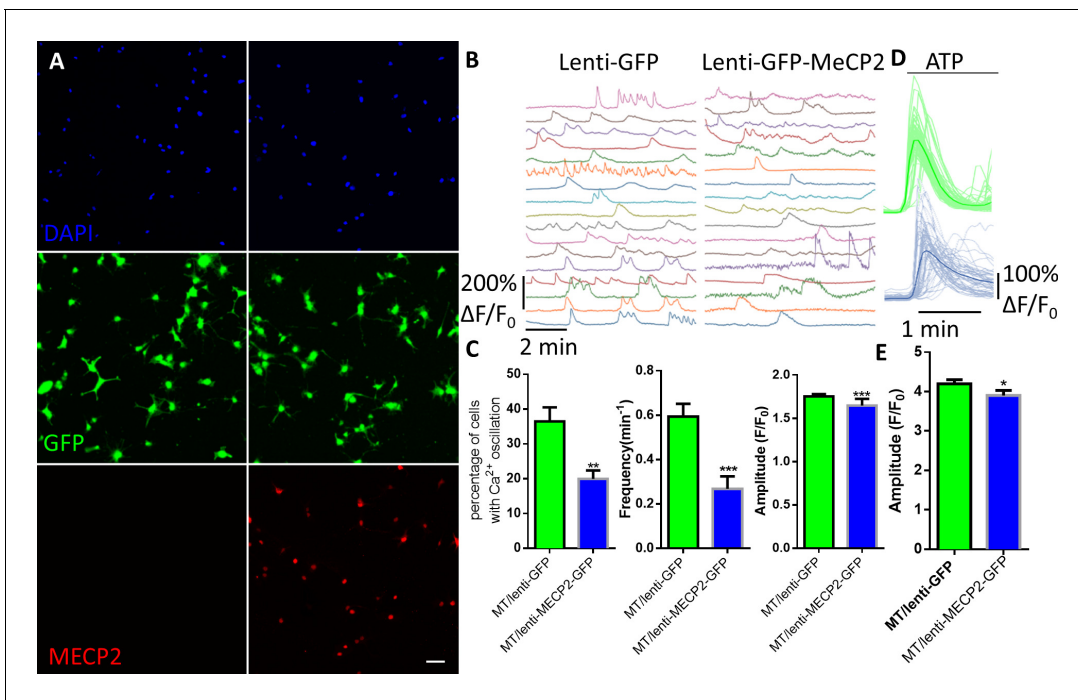 A
DAPI
GFP
MECP2
B
Lenti-GFP
Lenti-GFP-MeCP2
200%
ΔF/F0
2 min
D
ATP
100%
ΔF/F0
1 min
C
percentage of cells
with Ca2+ oscillation
50
40
30
20
10
0
**
MT/lenti-GFP
MT/lenti-MECP2-GFP
Frequency(min-1)
0.8
0.6
0.4
0.2
0.0
***
MT/lenti-GFP
MT/lenti-MECP2-GFP
Amplitude (F/F0)
2.0
1.5
1.0
0.5
0.0
***
MT/lenti-GFP
MT/lenti-MECP2-GFP
E
Amplitude (F/F0)
5
4
3
2
1
0
*
MT/lenti-GFP
MT/lenti-MECP2-GFP